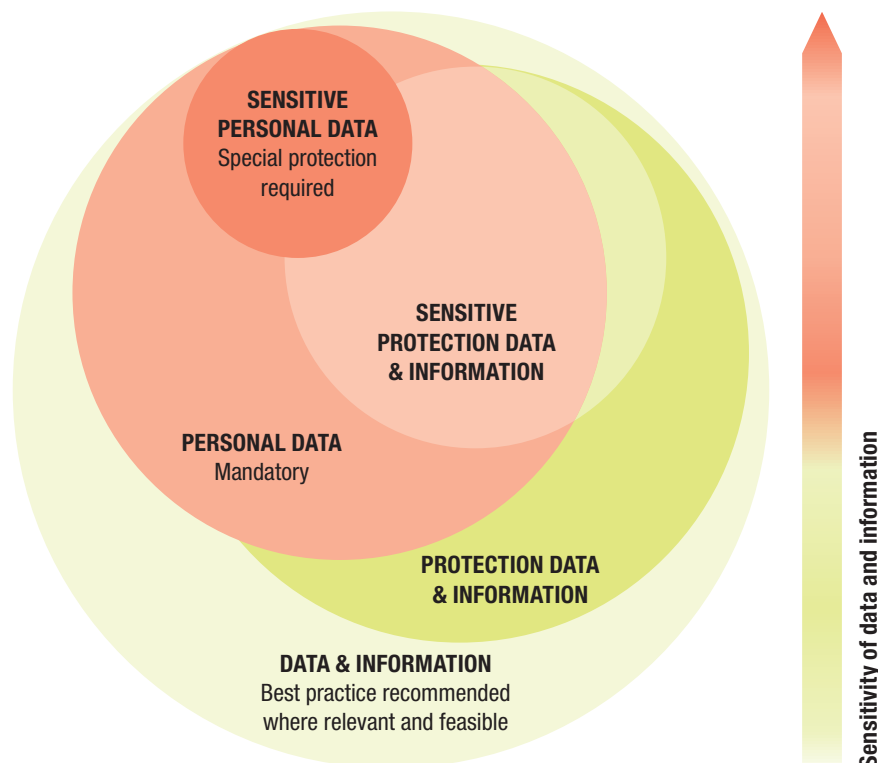 SENSITIVE
PERSONAL DATA
Special protection
required
SENSITIVE
PROTECTION DATA
& INFORMATION
PERSONAL DATA
Mandatory
PROTECTION DATA
& INFORMATION
DATA & INFORMATION
Best practice recommended
where relevant and feasible
Sensitivity of data and information